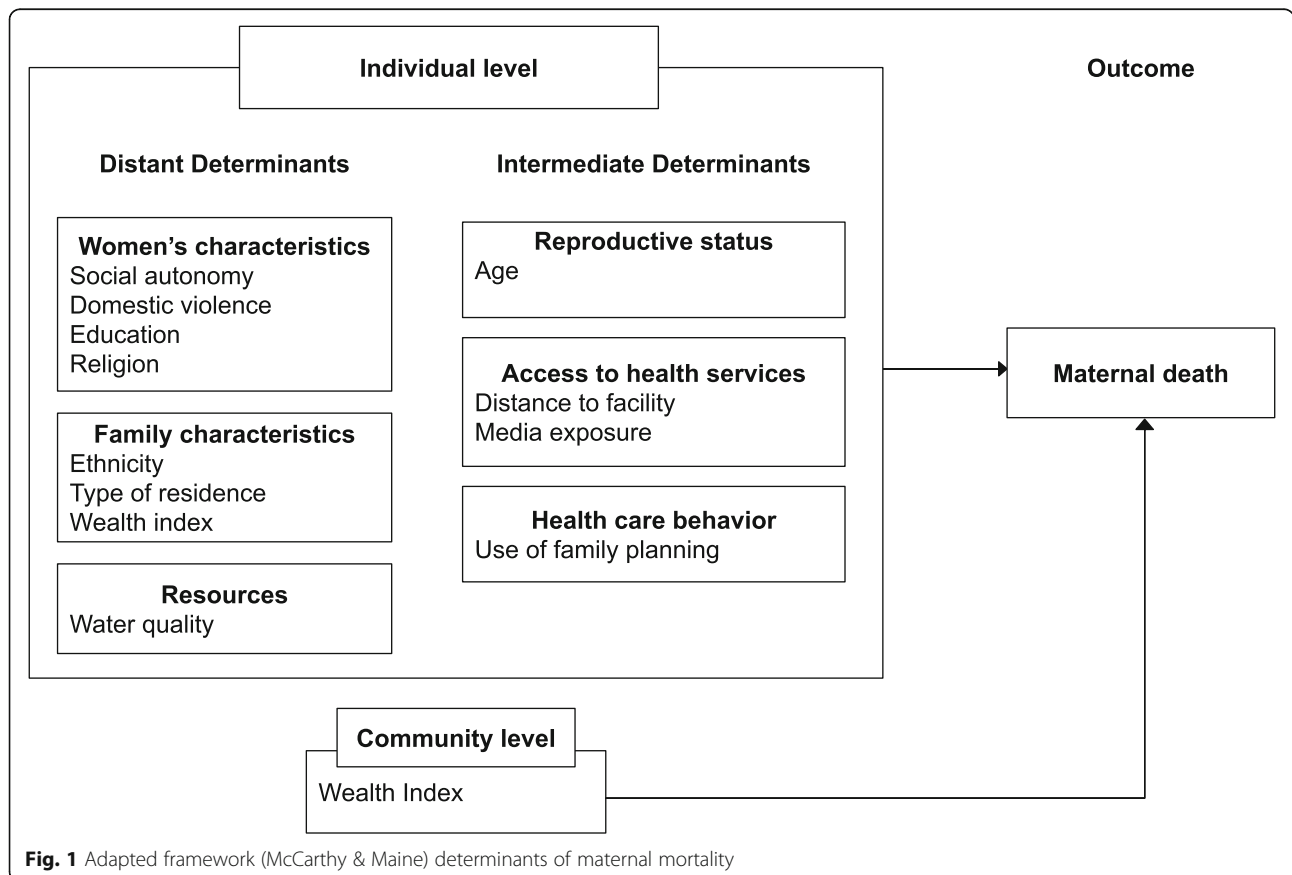 Individual level
Outcome
Distant Determinants
Intermediate Determinants
Women's characteristics
Social autonomy
Domestic violence
Education
Religion
Family characteristics
Ethnicity
Type of residence
Wealth index
Resources
Water quality
Reproductive status
Age
Access to health services
Distance to facility
Media exposure
Health care behavior
Use of family planning
Maternal death
Community level
Wealth Index
Fig. 1 Adapted framework (McCarthy & Maine) determinants of maternal mortality